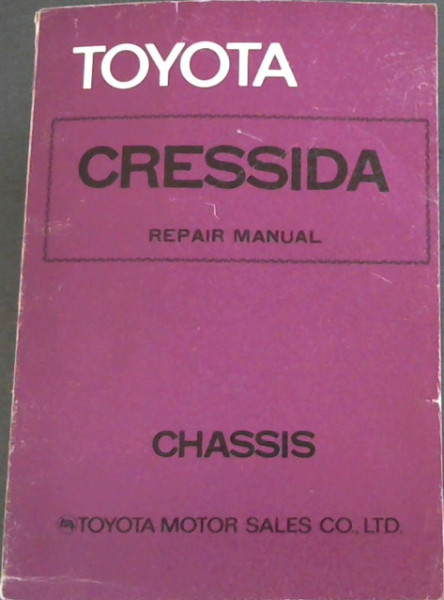 TOYOTA
CRESSIDA
REPAIR MANUAL
CHASSIS
TOYOTA MOTOR SALES CO., LTD.